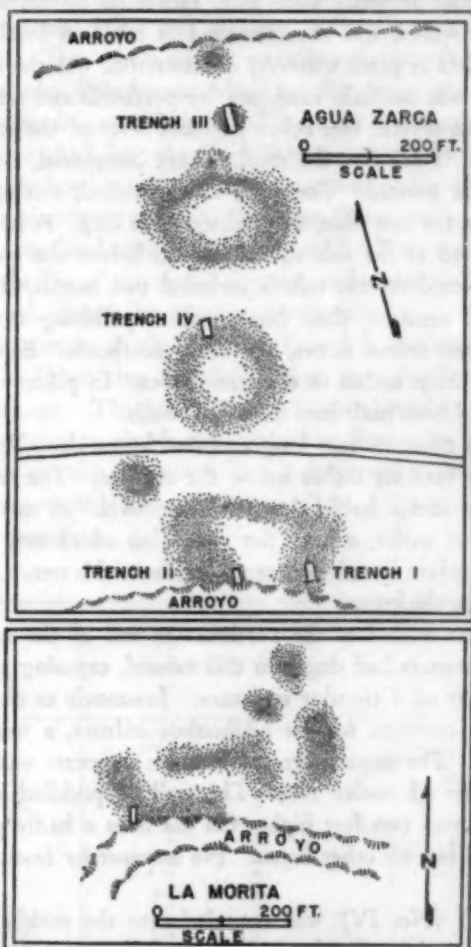 ARROYO
TRENCH III
AGUA ZARCA
0 200 FT.
SCALE
N
TRENCH IV
TRENCH II
TRENCH I
ARROYO
ARROYO
N
LA MORITA
0 200 FT.
SCALE